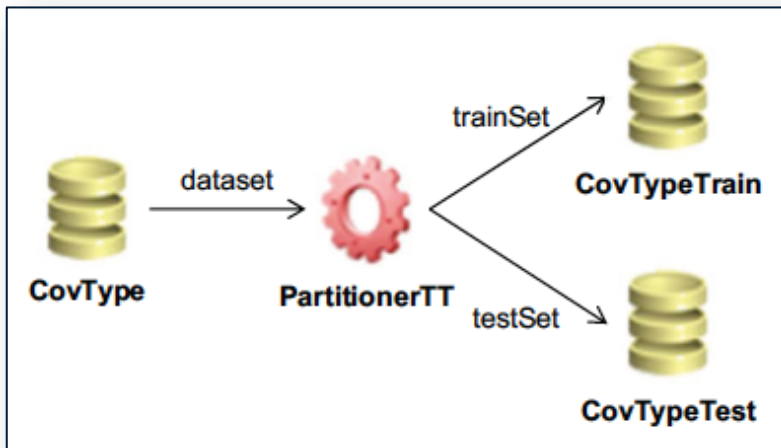 trainSet
CovTypeTrain
dataset
CovType
PartitionerTT
testSet
CovTypeTest